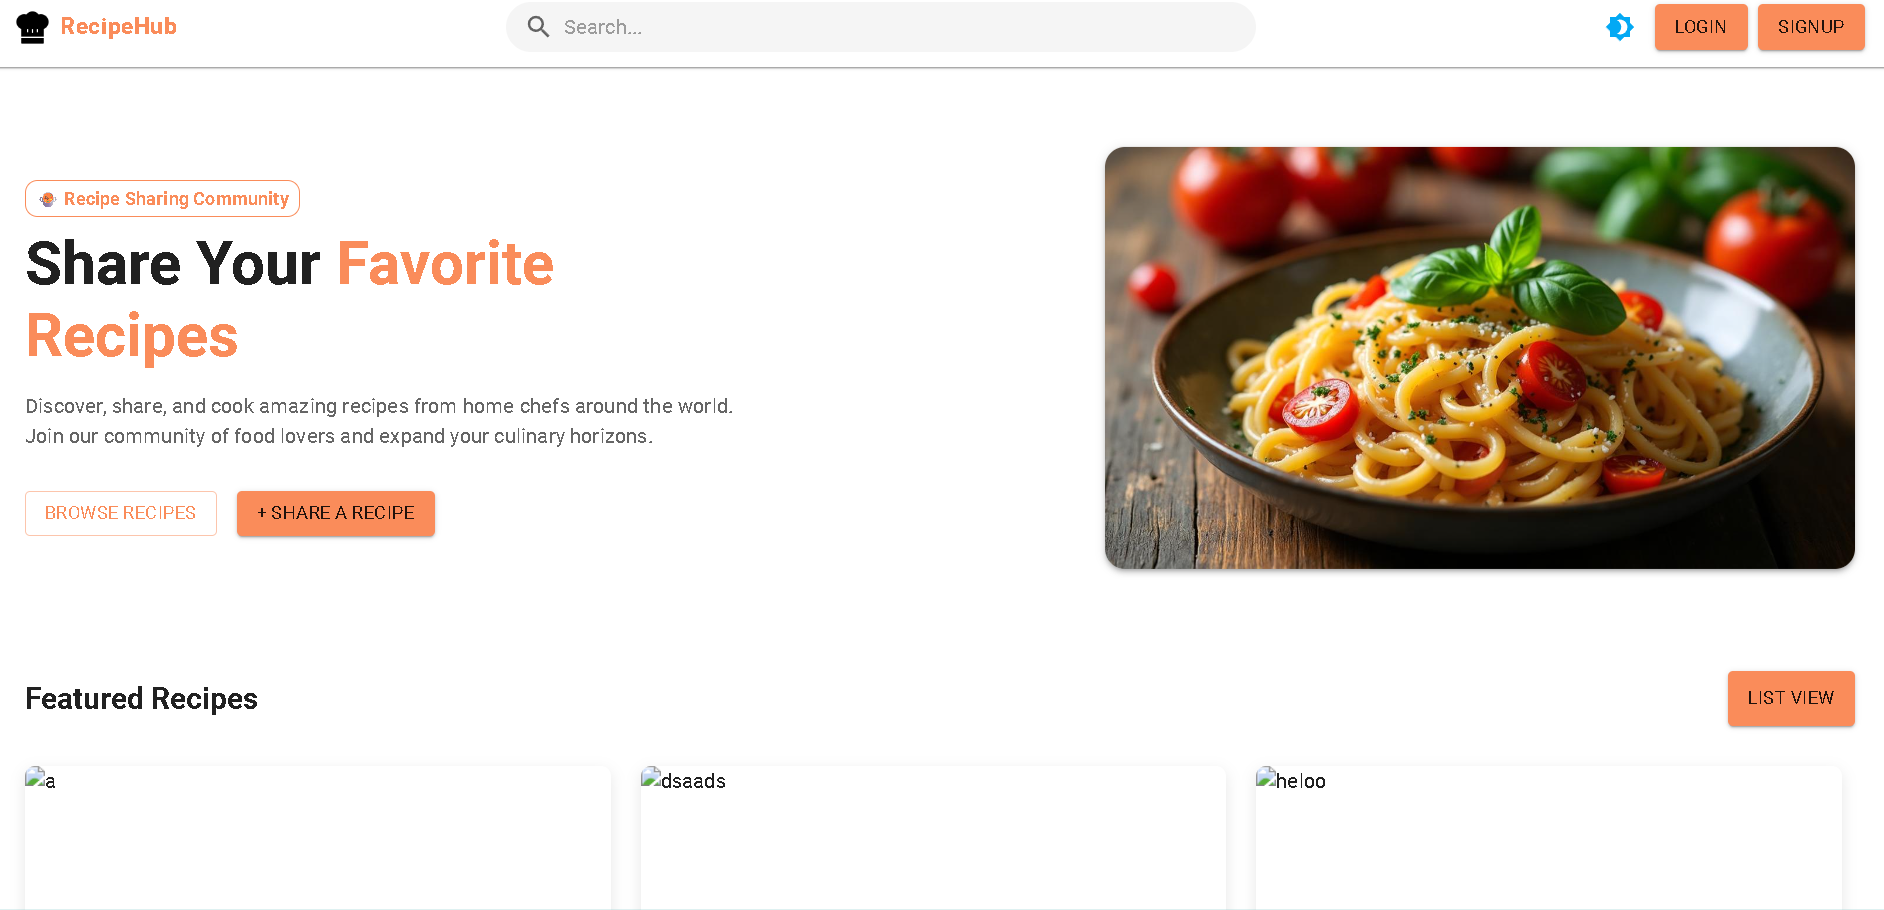 RecipeHub
Search...
LOGIN
SIGNUP
Recipe Sharing Community
Share Your Favorite
Recipes
Discover, share, and cook amazing recipes from home chefs around the world.
Join our community of food lovers and expand your culinary horizons.
BROWSE RECIPES
+ SHARE A RECIPE
Featured Recipes
LIST VIEW
a
dsaads
heloo